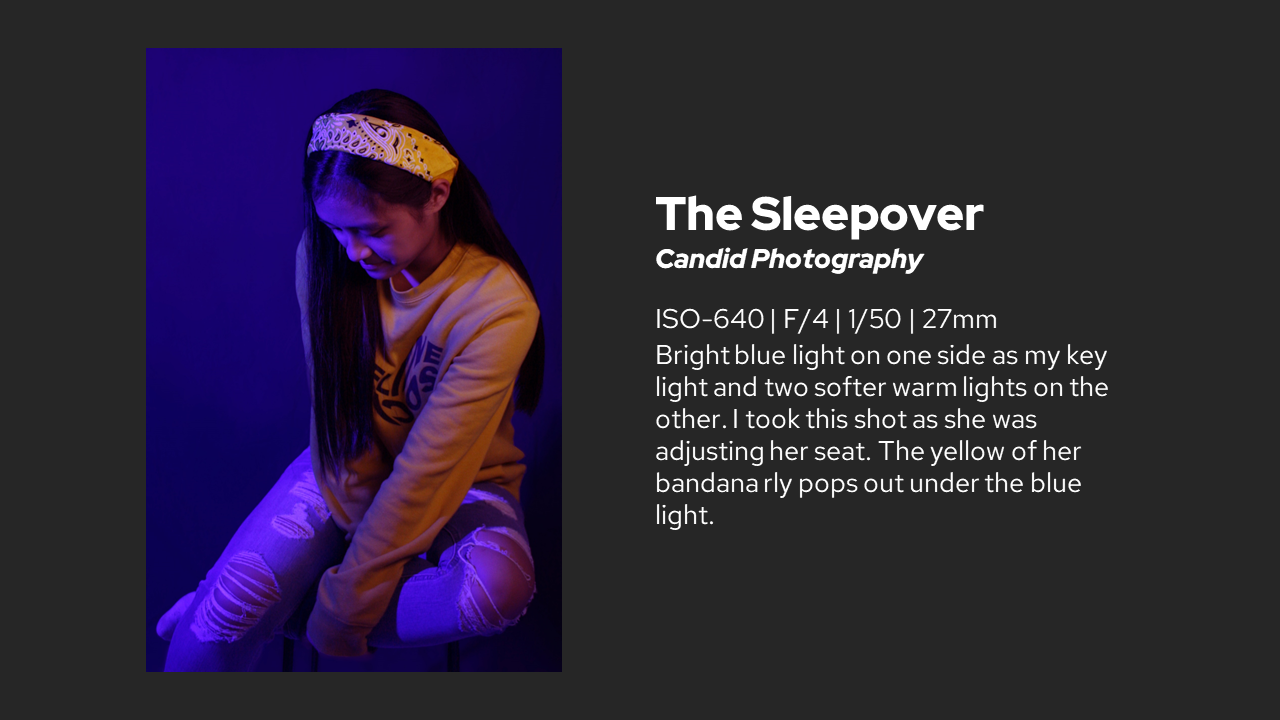 The Sleepover
Candid Photography
ISO-640 | F/4 | 1/50 | 27mm
Bright blue light on one side as my key
light and two softer warm lights on the
other. I took this shot as she was
adjusting her seat. The yellow of her
bandana rly pops out under the blue
light.